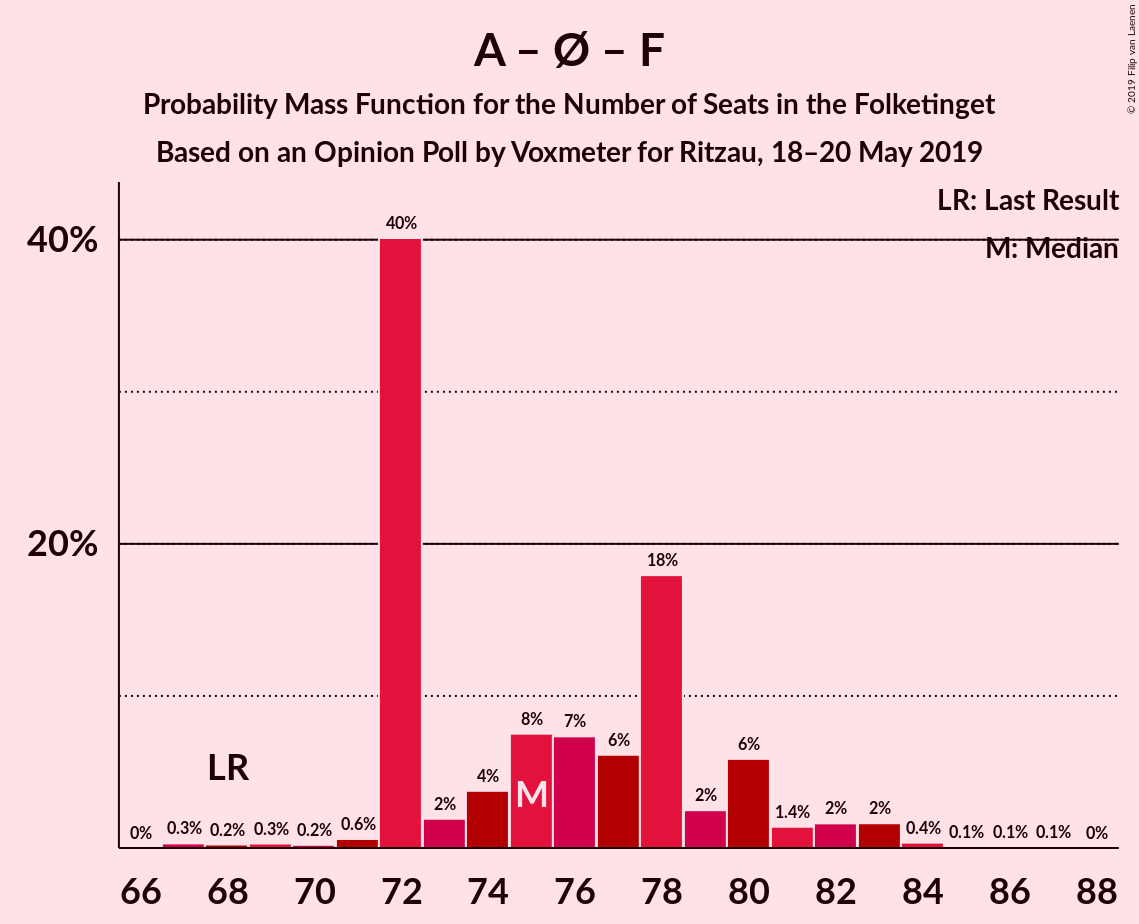 A – Ø – F
Probability Mass Function for the Number of Seats in the Folketinget
Based on an Opinion Poll by Voxmeter for Ritzau, 18–20 May 2019
© 2019 Filip van Laenen
LR: Last Result
M: Median
40%
20%
40%
18%
8%
7%
6%
6%
4%
2%
2%
1.4%
2%
2%
LR
M
0%
0.3%
0.2%
0.3%
0.2%
0.6%
0.4%
0.1%
0.1%
0.1%
0%
66 68 70 72 74 76 78 80 82 84 86 88